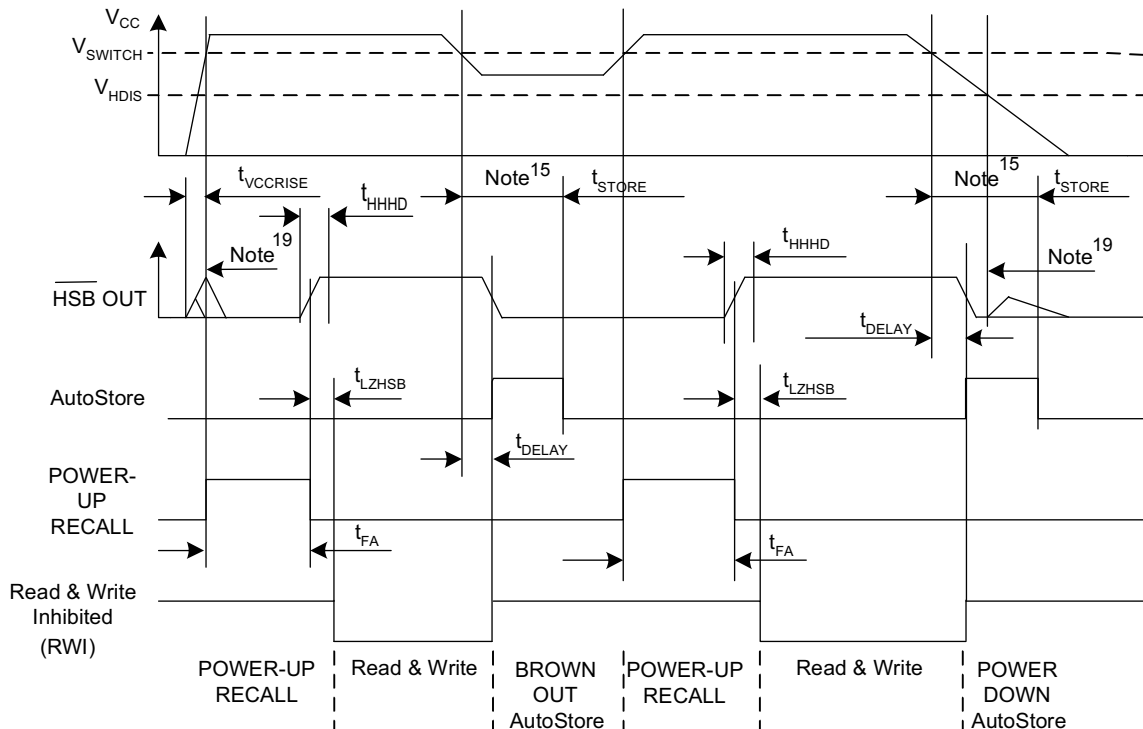 VCC
VSWITCH
VHDIS
tVCCRISE
tHHHD
Note15
tSTORE
Note15
tSTORE
Note19
tHHHD
Note19
HSB OUT
tDELAY
AutoStore
tLZHSB
tLZHSB
tDELAY
POWER-
UP
RECALL
tFA
tFA
Read & Write
Inhibited
(RWI)
POWER-UP
RECALL
Read & Write
BROWN
OUT
AutoStore
POWER-UP
RECALL
Read & Write
POWER
DOWN
AutoStore